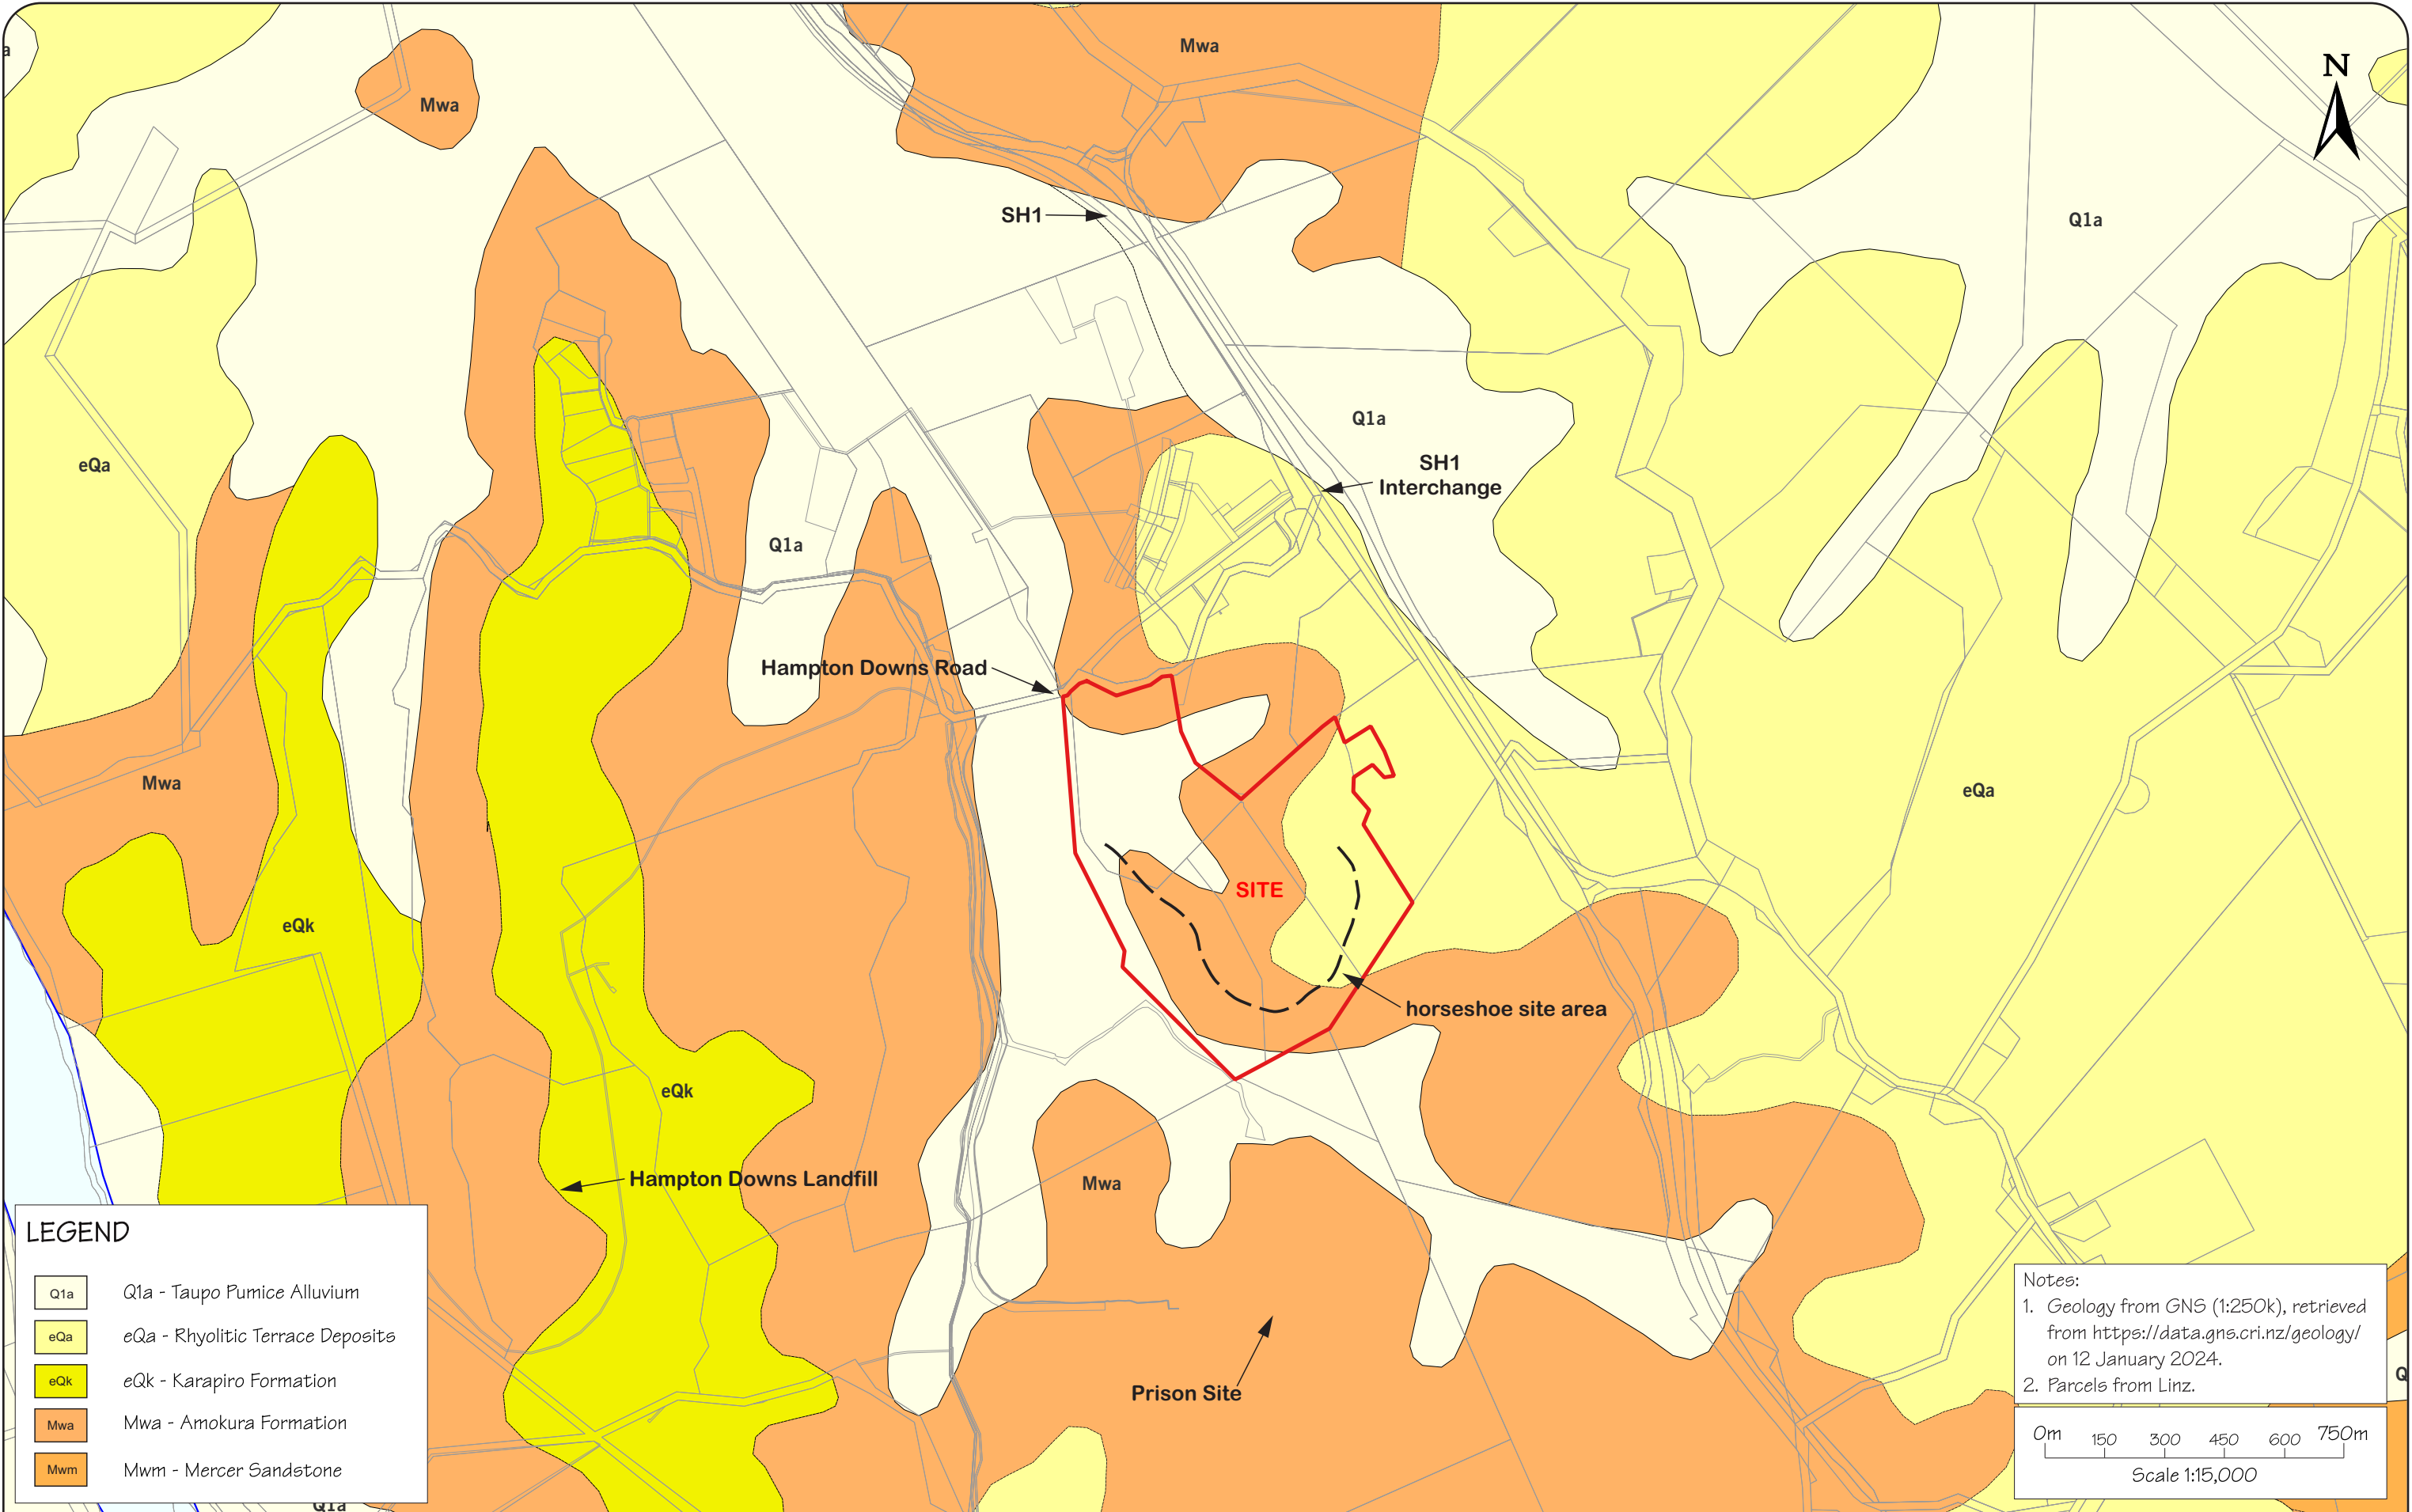 a
Mwa
N
Mwa
SH1
Q1a
Q1a
SH1
Interchange
eQa
Q1a
Hampton Downs Road
Mwa
eQa
SITE
eQk
horseshoe site area
eQk
Hampton Downs Landfill
Mwa
Prison Site
Q
Q1a
LEGEND
Q1a Q1a - Taupo Pumice Alluvium
eQa eQa - Rhyolitic Terrace Deposits
eQk eQk - Karapiro Formation
Mwa Mwa - Amokura Formation
Mwm Mwm - Mercer Sandstone
Notes:
1. Geology from GNS (1:250k), retrieved
from https://data.gns.cri.nz/geology/
on 12 January 2024.
2. Parcels from Linz.
0m 150 300 450 600 750m
Scale 1:15,000